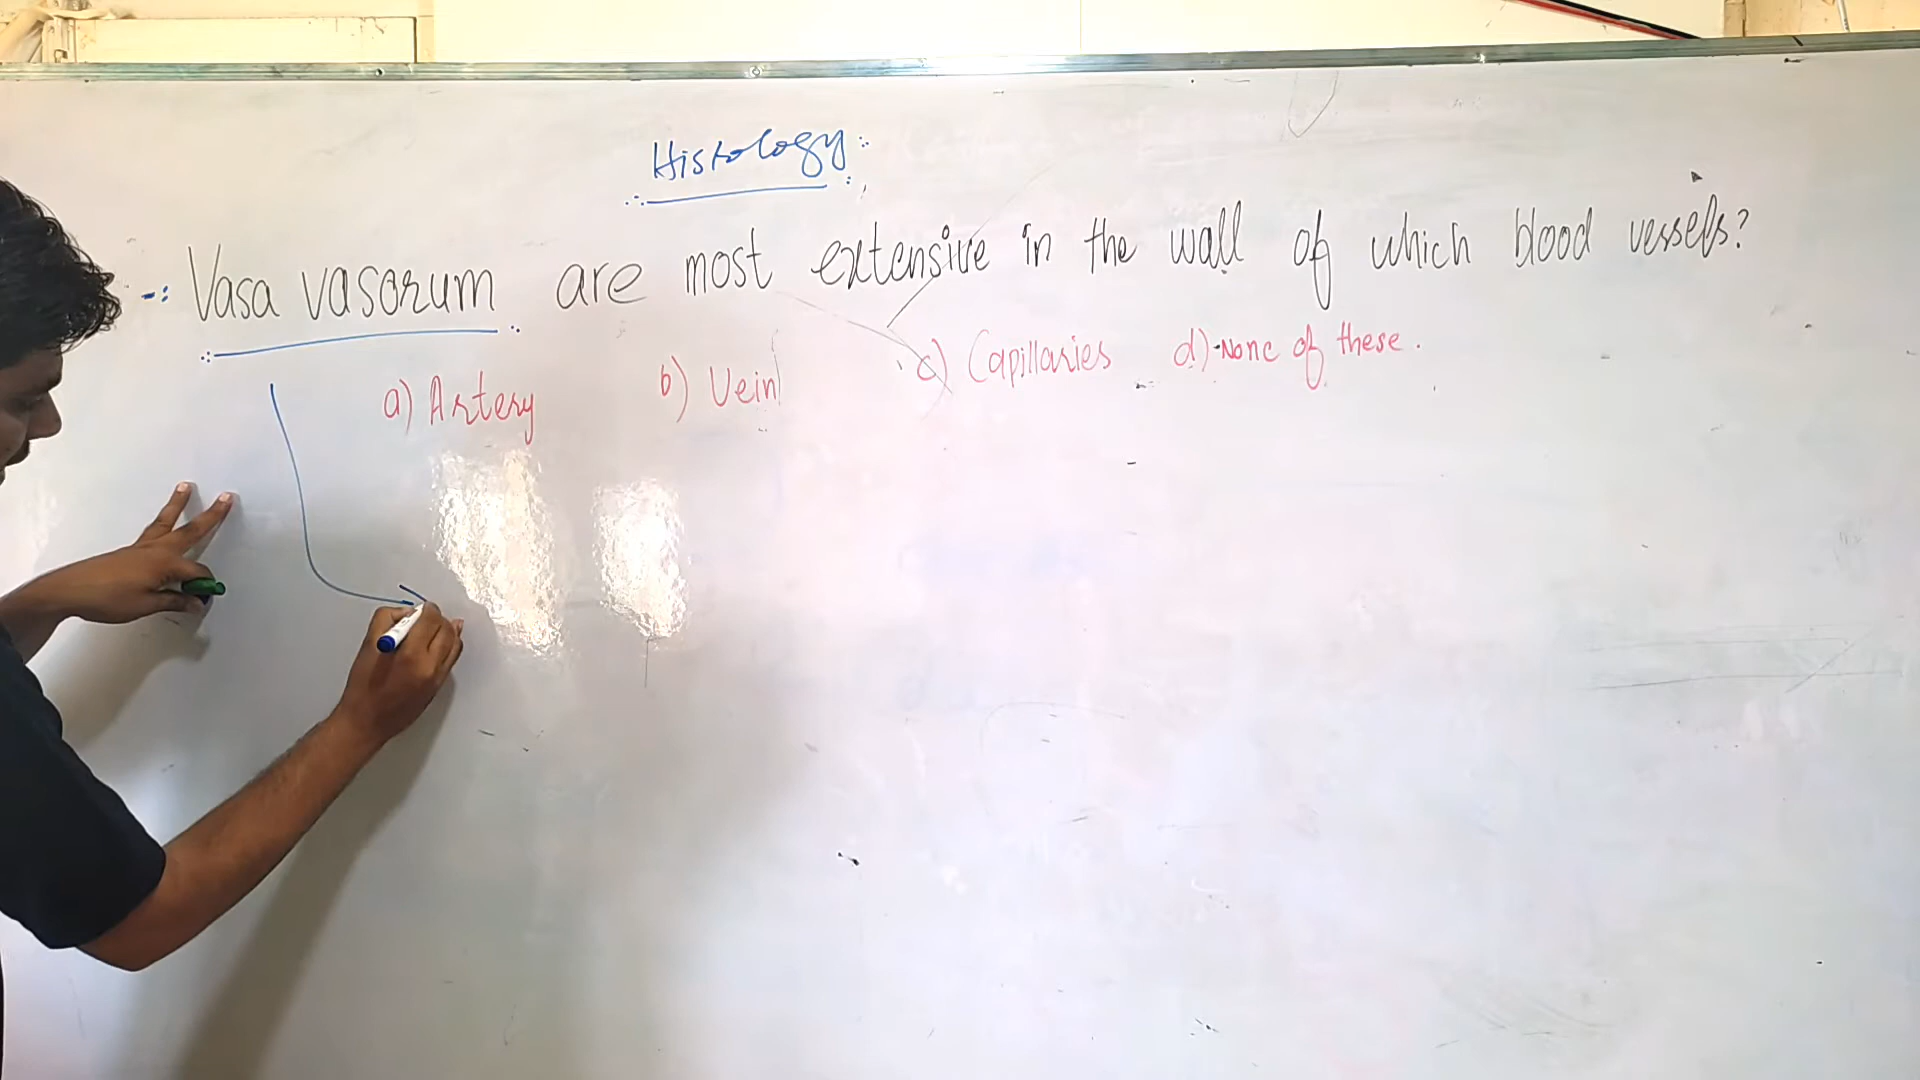 Histology:
-: Vasa vasorum are most extensive in the wall of which blood vessels?
a) Artery b) Vein c) Capillaries d) None of these.